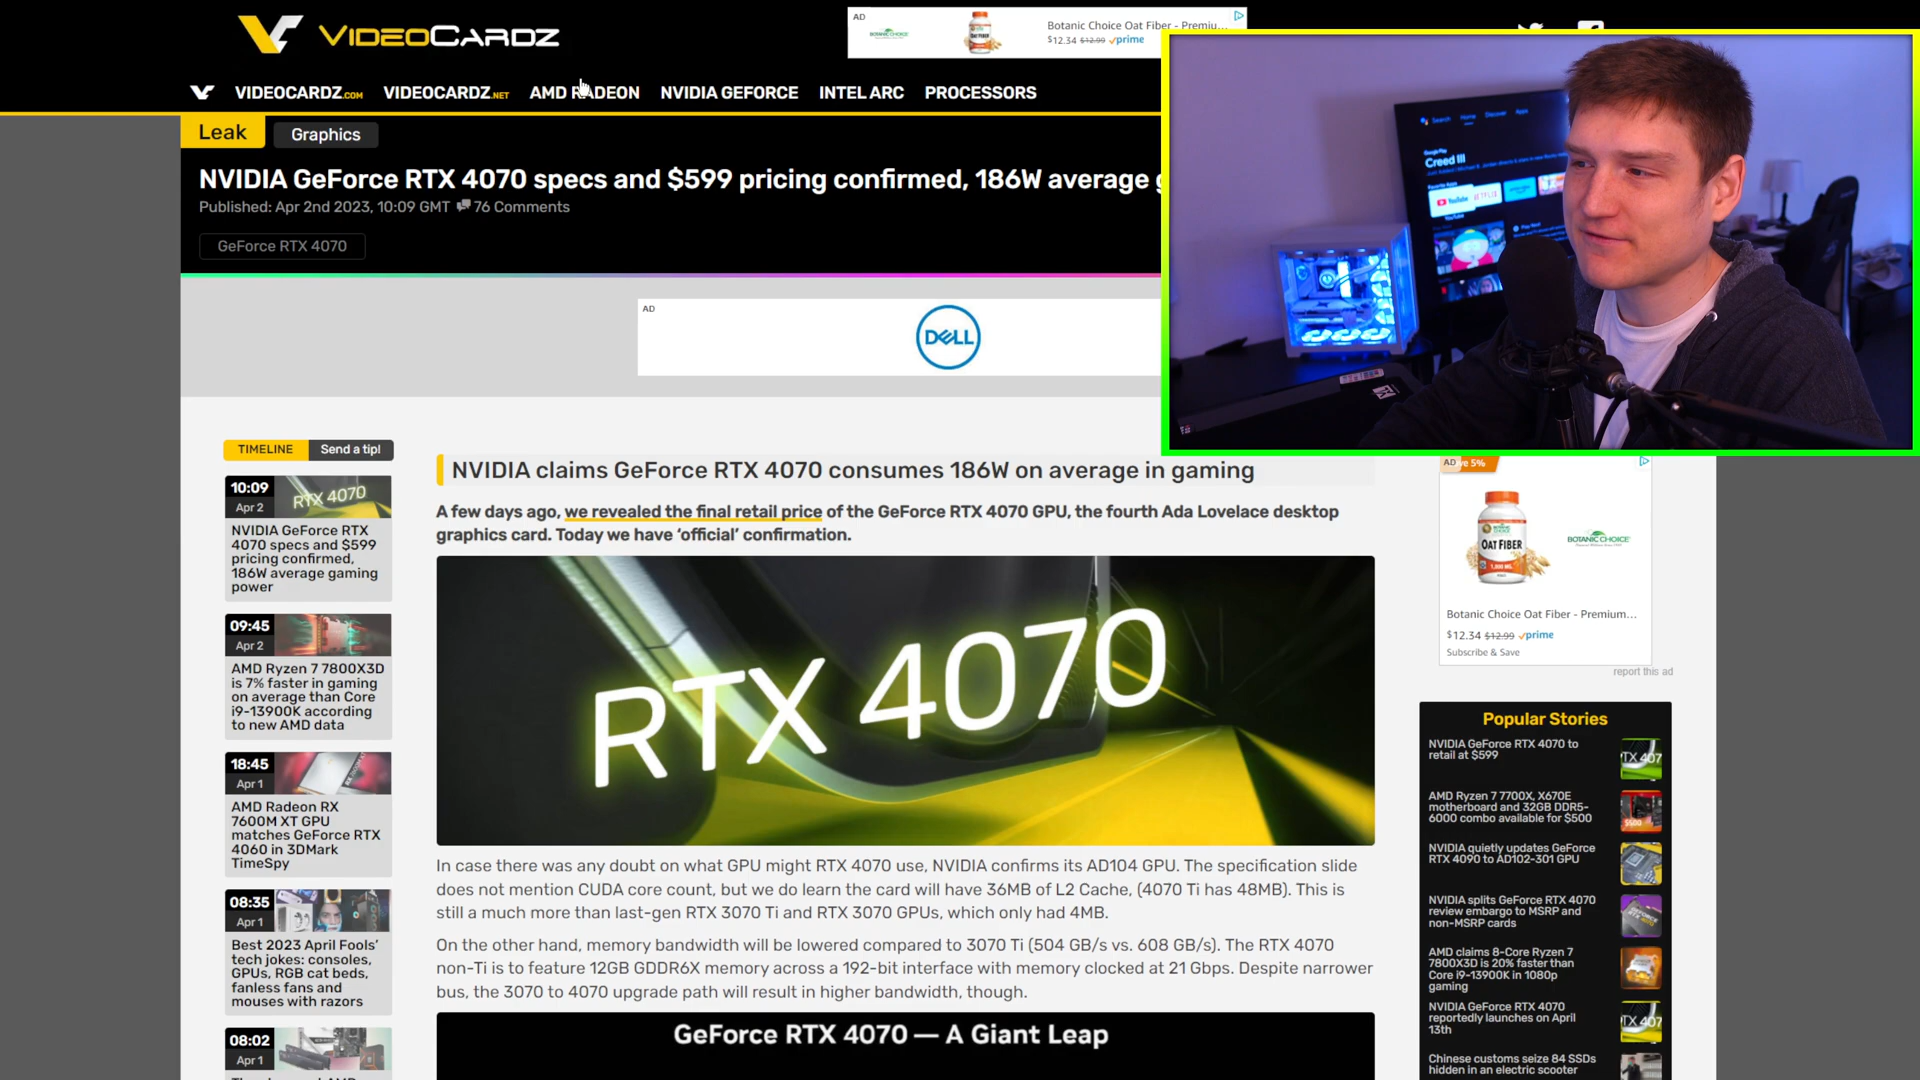 VIDEOCARDZ
AD
BOTANIC CHOICE
Botanic Choice Oat Fiber - Premiu...
$12.34 $12.99 prime
VIDEOCARDZ.COM VIDEOCARDZ.NET AMD RADEON NVIDIA GEFORCE INTEL ARC PROCESSORS
Leak
Graphics
NVIDIA GeForce RTX 4070 specs and $599 pricing confirmed, 186W average
Published: Apr 2nd 2023, 10:09 GMT 76 Comments
GeForce RTX 4070
AD
DELL
Search Home Discover Apps
Google Play
Creed III
YouTube
TIMELINE Send a tip!
10:09
Apr 2
RTX 4070
NVIDIA GeForce RTX
4070 specs and $599
pricing confirmed,
186W average gaming
power
09:45
Apr 2
AMD Ryzen 7 7800X3D
is 7% faster in gaming
on average than Core
i9-13900K according
to new AMD data
18:45
Apr 1
AMD Radeon RX
7600M XT GPU
matches GeForce RTX
4060 in 3DMark
TimeSpy
08:35
Apr 1
Best 2023 April Fools'
tech jokes: consoles,
GPUs, RGB cat beds,
fanless fans and
mouses with razors
08:02
Apr 1
NVIDIA claims GeForce RTX 4070 consumes 186W on average in gaming
A few days ago, we revealed the final retail price of the GeForce RTX 4070 GPU, the fourth Ada Lovelace desktop
graphics card. Today we have ‘official’ confirmation.
RTX 4070
In case there was any doubt on what GPU might RTX 4070 use, NVIDIA confirms its AD104 GPU. The specification slide
does not mention CUDA core count, but we do learn the card will have 36MB of L2 Cache, (4070 Ti has 48MB). This is
still a much more than last-gen RTX 3070 Ti and RTX 3070 GPUs, which only had 4MB.
On the other hand, memory bandwidth will be lowered compared to 3070 Ti (504 GB/s vs. 608 GB/s). The RTX 4070
non-Ti is to feature 12GB GDDR6X memory across a 192-bit interface with memory clocked at 21 Gbps. Despite narrower
bus, the 3070 to 4070 upgrade path will result in higher bandwidth, though.
GeForce RTX 4070 — A Giant Leap
AD
ve 5%
OAT FIBER
BOTANIC CHOICE
Botanic Choice Oat Fiber - Premium...
$12.34 $12.99 prime
Subscribe & Save
report this ad
Popular Stories
NVIDIA GeForce RTX 4070 to
retail at $599
AMD Ryzen 7 7700X, X670E
motherboard and 32GB DDR5-
6000 combo available for $500
NVIDIA quietly updates GeForce
RTX 4090 to AD102-301 GPU
NVIDIA splits GeForce RTX 4070
review embargo to MSRP and
non-MSRP cards
AMD claims 8-Core Ryzen 7
7800X3D is 20% faster than
Core i9-13900K in 1080p
gaming
NVIDIA GeForce RTX 4070
reportedly launches on April
13th
Chinese customs seize 84 SSDs
hidden in an electric scooter